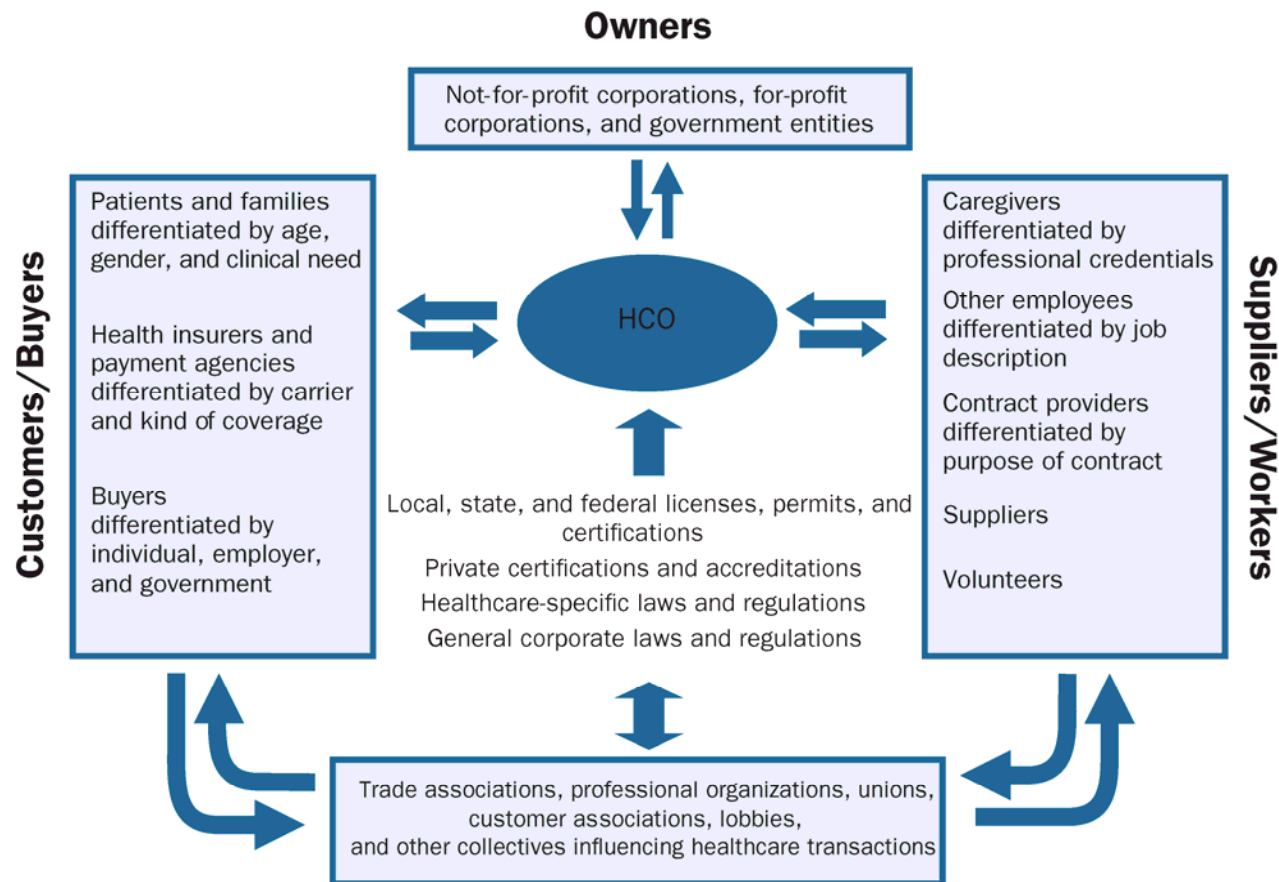 Owners
Not-for-profit corporations, for-profit
corporations, and government entities
Customers/Buyers
Patients and families
differentiated by age,
gender, and clinical need
Health insurers and
payment agencies
differentiated by carrier
and kind of coverage
Buyers
differentiated by
individual, employer,
and government
HCO
Local, state, and federal licenses, permits, and
certifications
Private certifications and accreditations
Healthcare-specific laws and regulations
General corporate laws and regulations
Caregivers
differentiated by
professional credentials
Other employees
differentiated by job
description
Contract providers
differentiated by
purpose of contract
Suppliers
Volunteers
Suppliers/Workers
Trade associations, professional organizations, unions,
customer associations, lobbies,
and other collectives influencing healthcare transactions